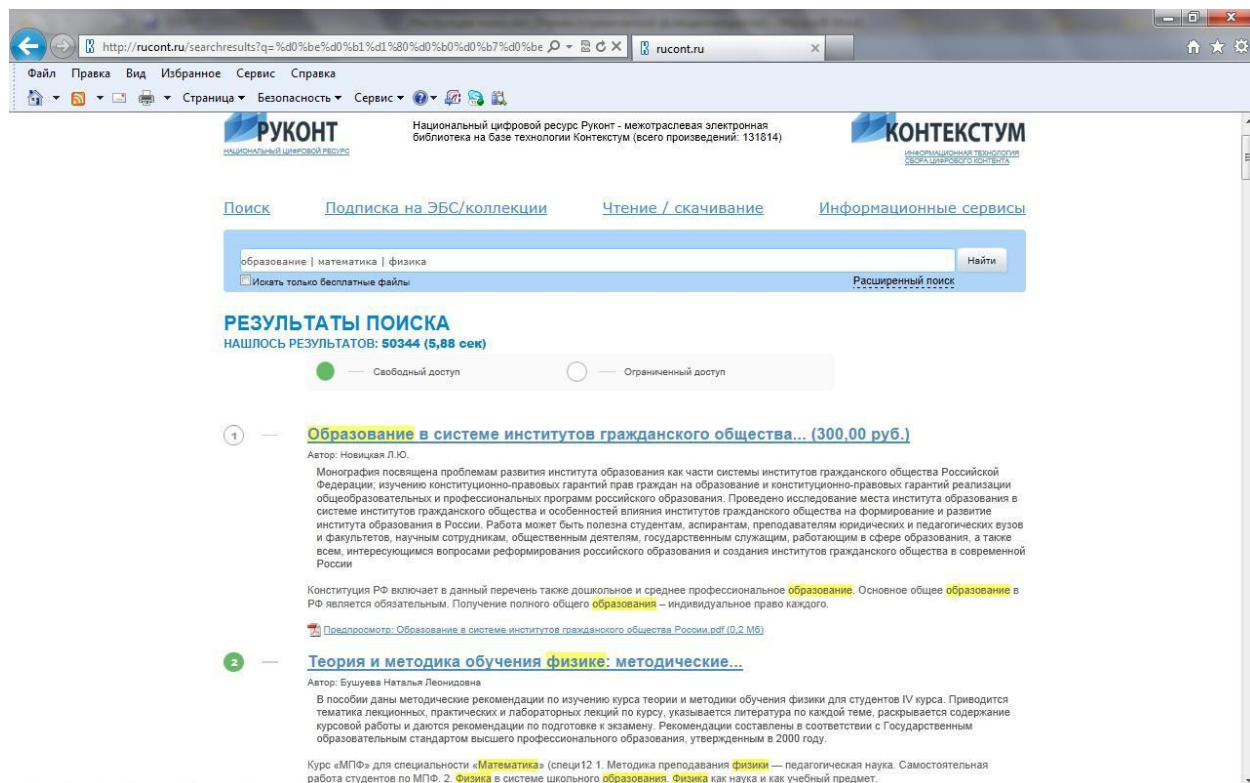 http://rucont.ru/searchresults?q=%d0%be%d0%b1%d1%80%d0%b0%d0%b7%d0%be
rucont.ru
Файл Правка Вид Избранное Сервис Справка
Страница Безопасность Сервис
РУКОНТ
НАЦИОНАЛЬНЫЙ ЦИФРОВОЙ РЕСУРС
Национальный цифровой ресурс Руконт - межотраслевая электронная
библиотека на базе технологии Контекстум (всего произведений: 131814)
КОНТЕКСТУМ
ИНФОРМАЦИОННАЯ ТЕХНОЛОГИЯ
СБОРА ЦИФРОВОГО КОНТЕНТА
Поиск Подписка на ЭБС/коллекции Чтение / скачивание Информационные сервисы
образование | математика | физика
Найти
Искать только бесплатные файлы
Расширенный поиск
РЕЗУЛЬТАТЫ ПОИСКА
НАШЛОСЬ РЕЗУЛЬТАТОВ: 50344 (5,88 сек)
— Свободный доступ — Ограниченный доступ
1 — Образование в системе институтов гражданского общества... (300,00 руб.)
Автор: Новицкая Л.Ю.
Монография посвящена проблемам развития института образования как части системы институтов гражданского общества Российской
Федерации; изучению конституционно-правовых гарантий прав граждан на образование и конституционно-правовых гарантий реализации
общеобразовательных и профессиональных программ российского образования. Проведено исследование места института образования в
системе институтов гражданского общества и особенностей влияния институтов гражданского общества на формирование и развитие
института образования в России. Работа может быть полезна студентам, аспирантам, преподавателям юридических и педагогических вузов
и факультетов, научным сотрудникам, общественным деятелям, государственным служащим, работающим в сфере образования, а также
всем, интересующимся вопросами реформирования российского образования и создания институтов гражданского общества в современной
России
Конституция РФ включает в данный перечень также дошкольное и среднее профессиональное образование. Основное общее образование в
РФ является обязательным. Получение полного общего образования – индивидуальное право каждого.
Предпросмотр: Образование в системе институтов гражданского общества России.pdf (0,2 Мб)
2 — Теория и методика обучения физике: методические...
Автор: Бушуева Наталья Леонидовна
В пособии даны методические рекомендации по изучению курса теории и методики обучения физики для студентов IV курса. Приводится
тематика лекционных, практических и лабораторных лекций по курсу, указывается литература по каждой теме, раскрывается содержание
курсовой работы и даются рекомендации по подготовке к экзамену. Рекомендации составлены в соответствии с Государственным
образовательным стандартом высшего профессионального образования, утвержденным в 2000 году.
Курс «МПФ» для специальности «Математика» (специ12 1. Методика преподавания физики — педагогическая наука. Самостоятельная
работа студентов по МПФ. 2. Физика в системе школьного образования. Физика как наука и как учебный предмет.